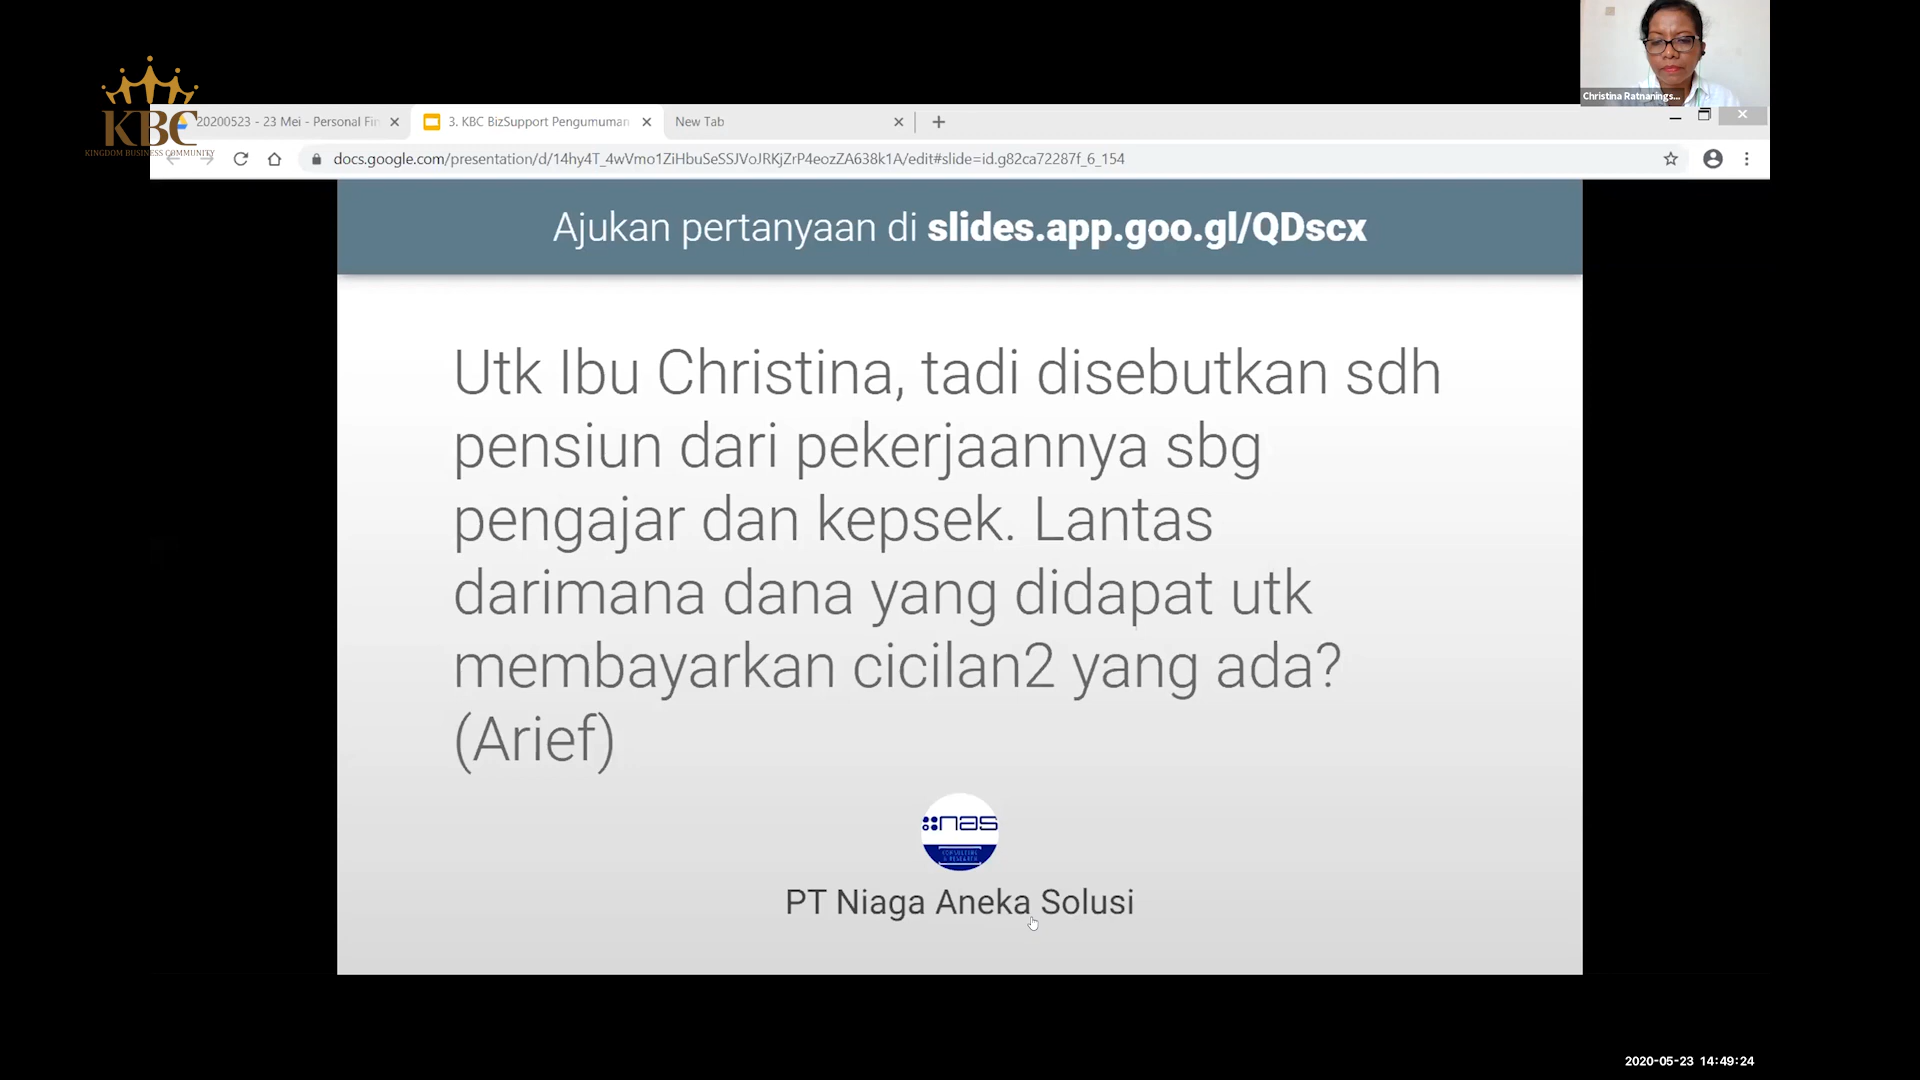 Christina Ratnanings...
KBC
KINGDOM BUSINESS COMMUNITY
20200523 - 23 Mei - Personal Fin
3. KBC BizSupport Pengumuman
New Tab
docs.google.com/presentation/d/14hy4T_4wVmo1ZiHbuSeSSJVoJRKjZrP4eozZA638k1A/edit#slide=id.g82ca72287f_6_154
Ajukan pertanyaan di slides.app.goo.gl/QDscx
Utk Ibu Christina, tadi disebutkan sdh
pensiun dari pekerjaannya sbg
pengajar dan kepsek. Lantas
darimana dana yang didapat utk
membayarkan cicilan2 yang ada?
(Arief)
nas
CONSULTING
& RESEARCH
PT Niaga Aneka Solusi
2020-05-23 14:49:24